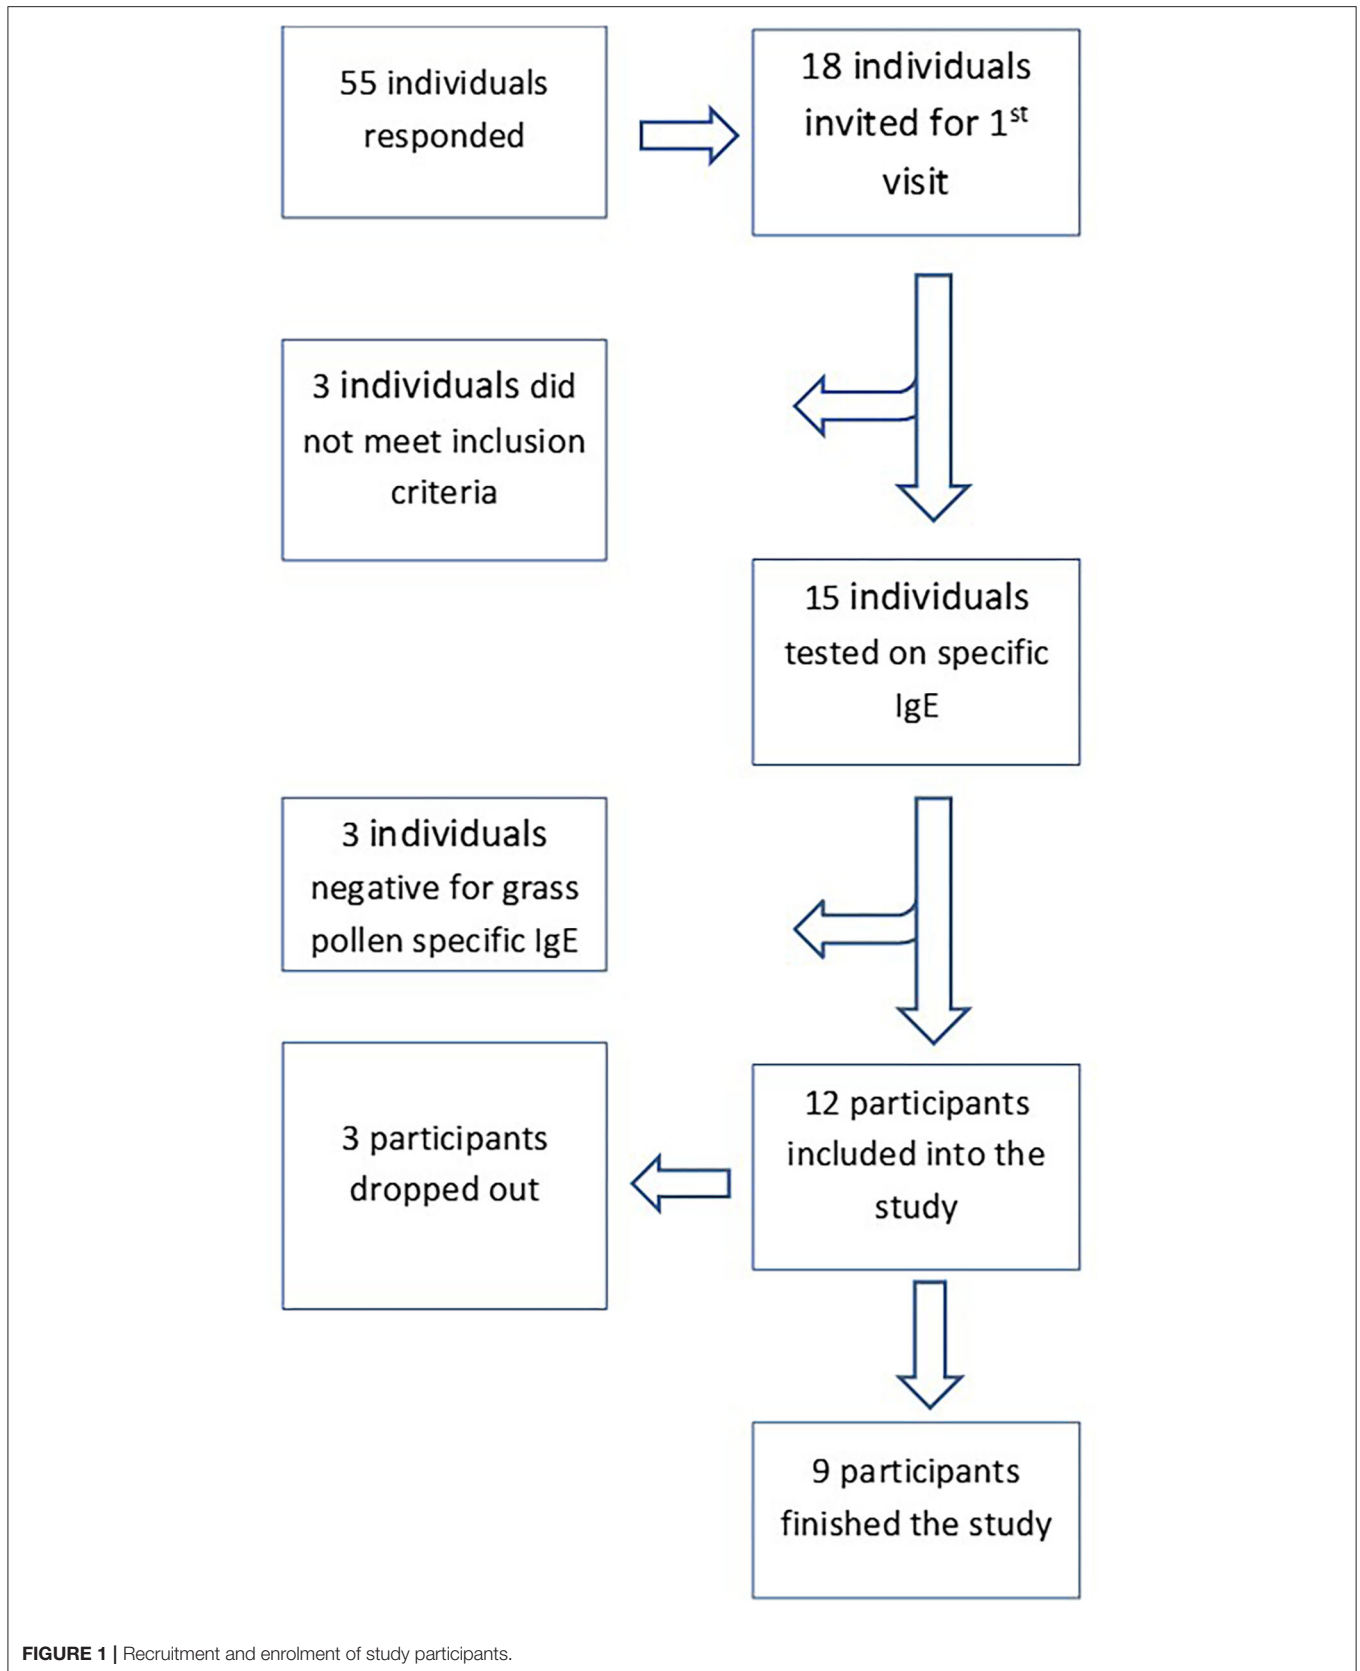 55 individuals
responded
18 individuals
invited for 1st
visit
3 individuals did
not meet inclusion
criteria
15 individuals
tested on specific
IgE
3 individuals
negative for grass
pollen specific IgE
12 participants
included into the
study
3 participants
dropped out
9 participants
finished the study
FIGURE 1 | Recruitment and enrolment of study participants.